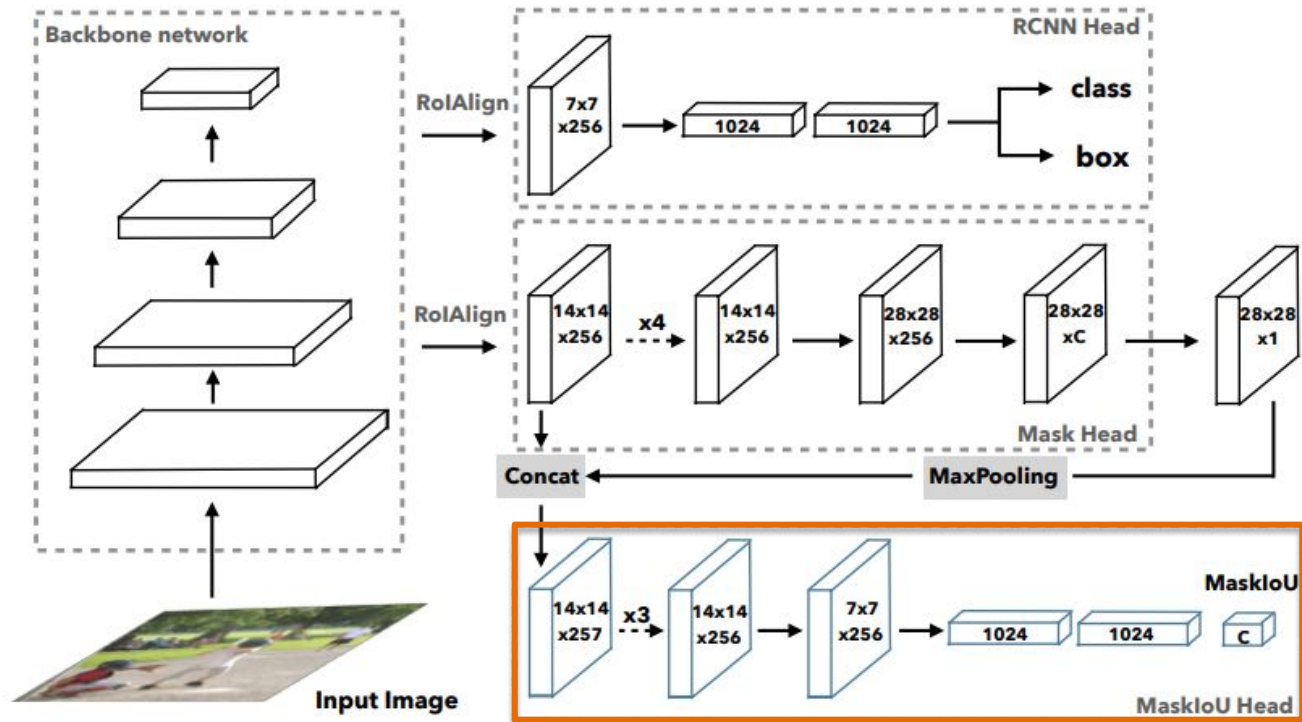 Backbone network
RCNN Head
RoIAlign
7x7
x256
1024
1024
class
box
RoIAlign
14x14
x256
x4
14x14
x256
28x28
x256
28x28
xC
28x28
x1
Mask Head
Concat
MaxPooling
14x14
x257
x3
14x14
x256
7x7
x256
1024
1024
MaskIoU
C
MaskIoU Head
Input Image